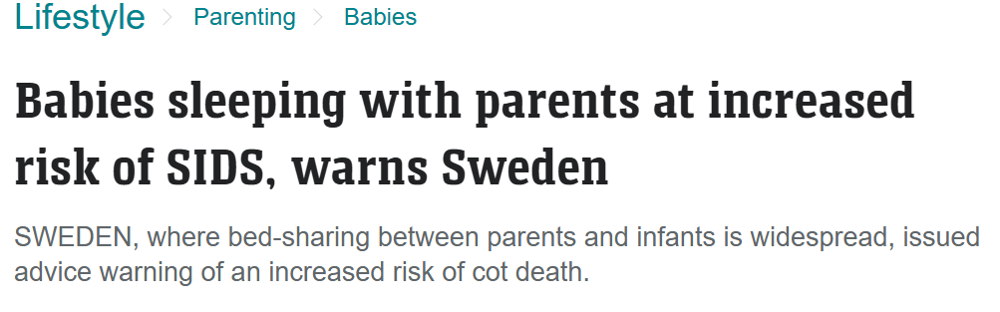 Lifestyle > Parenting > Babies
Babies sleeping with parents at increased
risk of SIDS, warns Sweden
SWEDEN, where bed-sharing between parents and infants is widespread, issued
advice warning of an increased risk of cot death.